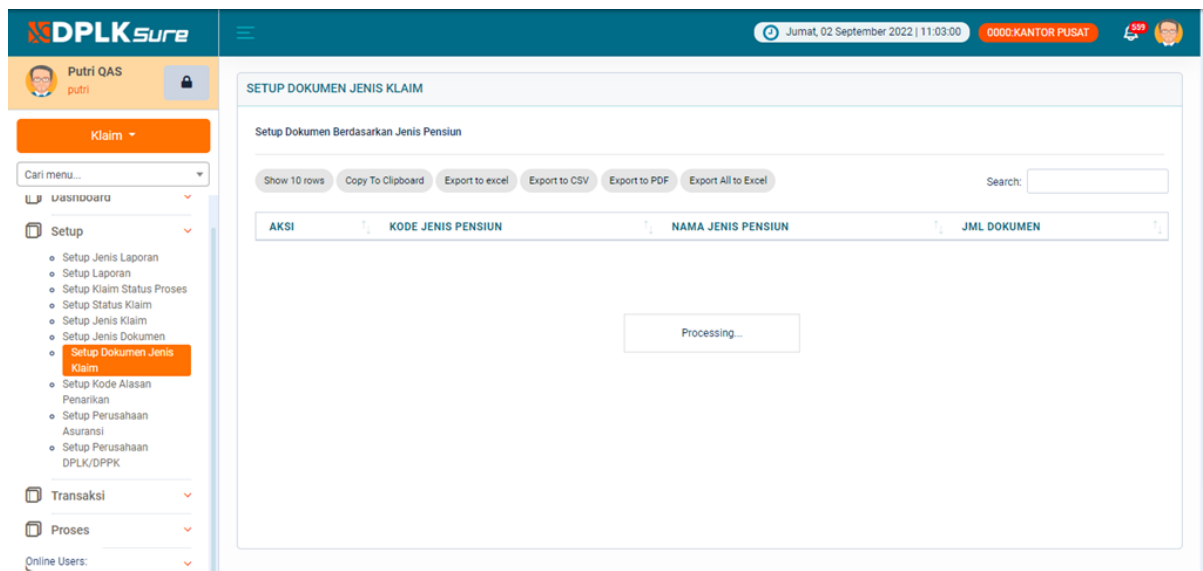 DPLKsure
Jumat, 02 September 2022 | 11:03:00
0000:KANTOR PUSAT
559
Putri QAS
putri
Klaim
Cari menu...
Dashboard
Setup
Setup Jenis Laporan
Setup Laporan
Setup Klaim Status Proses
Setup Status Klaim
Setup Jenis Klaim
Setup Jenis Dokumen
Setup Dokumen Jenis
Klaim
Setup Kode Alasan
Penarikan
Setup Perusahaan
Asuransi
Setup Perusahaan
DPLK/DPPK
Transaksi
Proses
Online Users:
SETUP DOKUMEN JENIS KLAIM
Setup Dokumen Berdasarkan Jenis Pensiun
Show 10 rows Copy To Clipboard Export to excel Export to CSV Export to PDF Export All to Excel Search:
AKSI KODE JENIS PENSIUN NAMA JENIS PENSIUN JML DOKUMEN
Processing...